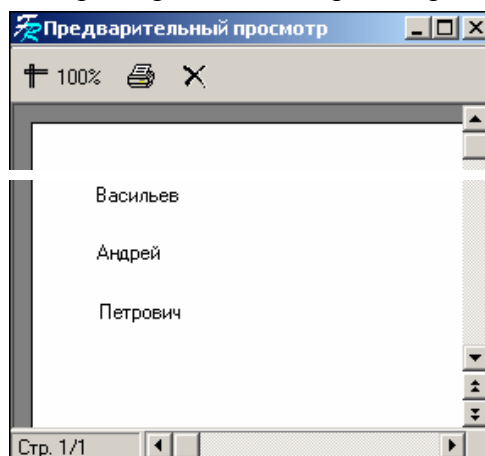 Предварительный просмотр
100%
Васильев
Андрей
Петрович
Стр. 1/1